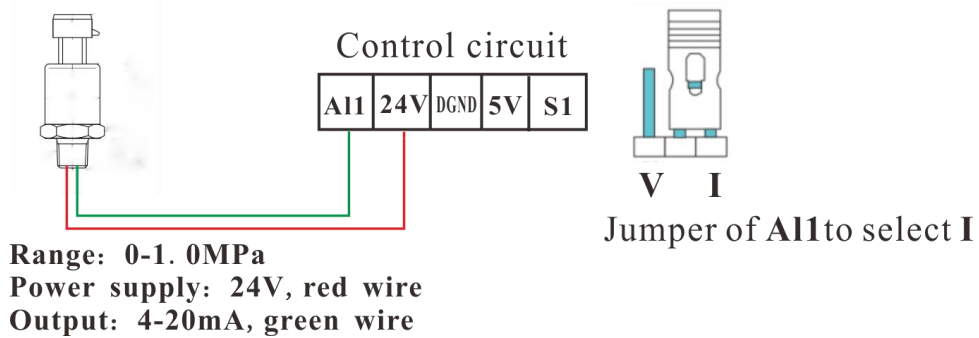 Control circuit
AI1 24V DGND 5V S1
V I
Jumper of AI1to select I
Range: 0-1. 0MPa
Power supply: 24V, red wire
Output: 4-20mA, green wire